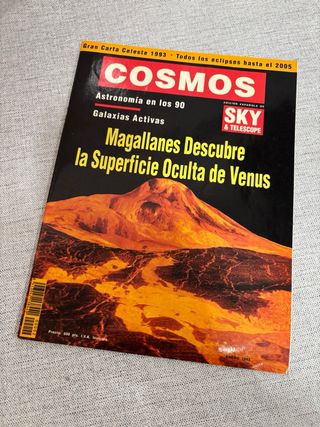 Gran Carta Celeste 1993 · Todos los eclipses hasta el 2005
COSMOS
Astronomía en los 90
Galaxias Activas
EDICIÓN ESPAÑOLA DE
SKY
& TELESCOPE
Magallanes Descubre
la Superficie Oculta de Venus